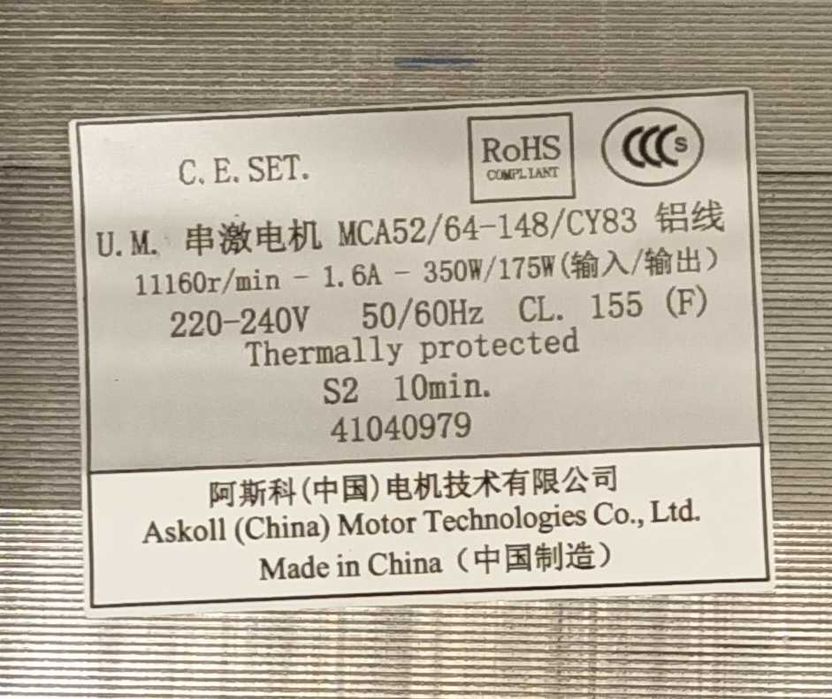 C.E.SET.
RoHS
COMPLIANT
CCC S
U.M. 串激电机 MCA52/64-148/CY83 铝线
11160r/min - 1.6A - 350W/175W(输入/输出)
220-240V 50/60Hz CL. 155 (F)
Thermally protected
S2 10min.
41040979
阿斯科(中国)电机技术有限公司
Askoll (China) Motor Technologies Co., Ltd.
Made in China（中国制造）